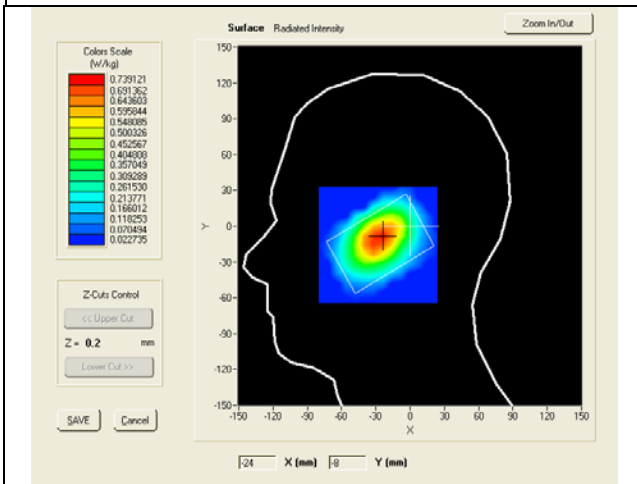 Surface Radiated Intensity
Zoom In/Out
Colors Scale
(W/kg)
0.739121
0.691362
0.643603
0.595844
0.548085
0.500326
0.452567
0.404808
0.357049
0.309289
0.261530
0.213771
0.166012
0.118253
0.070494
0.022735
150
120
90
60
30
0
-30
-60
-90
-120
-150
Y
-150 -120 -90 -60 -30 0 30 60 90 120 150
X
Z-Cuts Control
<< Upper Cut
Z = 0.2 mm
Lower Cut >>
SAVE Cancel
-24 X (mm) -8 Y (mm)